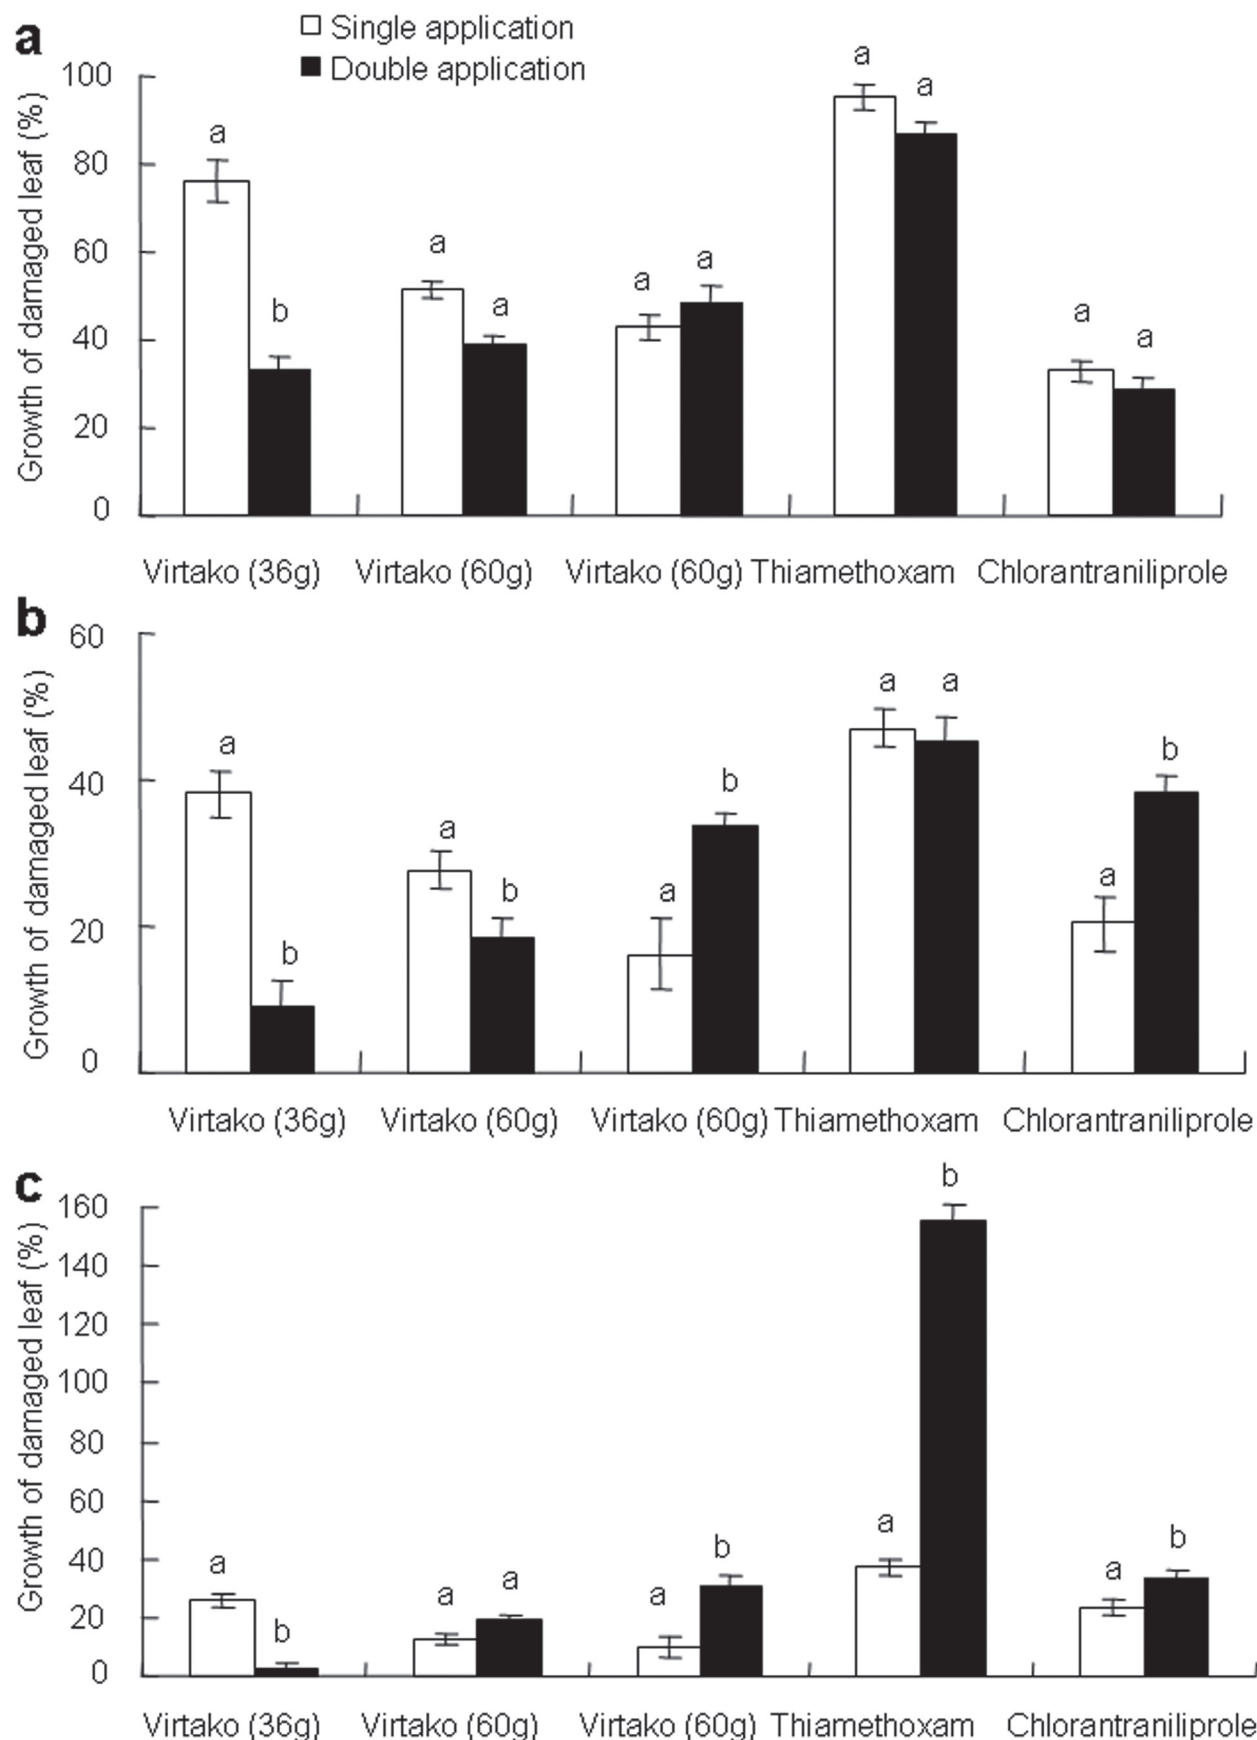 a
Single application
Double application
Growth of damaged leaf (%)
100
80
60
40
20
0
a
b
a
a
a
a
a
a
a
a
Virtako (36g) Virtako (60g) Virtako (60g) Thiamethoxam Chlorantraniliprole
b
Growth of damaged leaf (%)
60
40
20
0
a
b
a
b
a
b
a
a
a
b
Virtako (36g) Virtako (60g) Virtako (60g) Thiamethoxam Chlorantraniliprole
c
Growth of damaged leaf (%)
160
140
120
100
80
60
40
20
0
a
b
a
a
a
b
a
b
a
b
Virtako (36g) Virtako (60g) Virtako (60g) Thiamethoxam Chlorantraniliprole